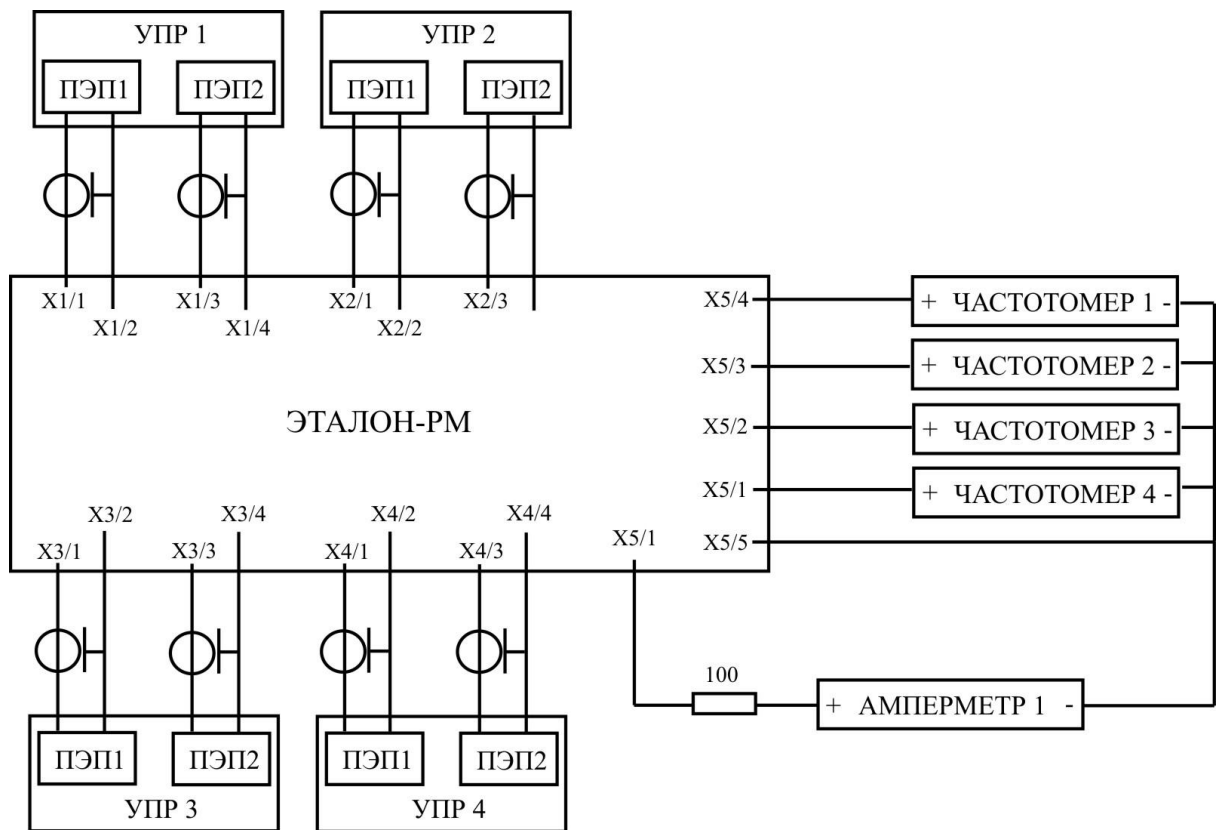 УПР 1
УПР 2
ПЭП1
ПЭП2
ПЭП1
ПЭП2
X1/1
X1/2
X1/3
X1/4
X2/1
X2/2
X2/3
X5/4
+ ЧАСТОТОМЕР 1 -
X5/3
+ ЧАСТОТОМЕР 2 -
ЭТАЛОН-РМ
X5/2
+ ЧАСТОТОМЕР 3 -
X5/1
+ ЧАСТОТОМЕР 4 -
X5/5
X5/1
X3/1
X3/2
X3/3
X3/4
X4/1
X4/2
X4/3
X4/4
100
+ АМПЕРМЕТР 1 -
ПЭП1
ПЭП2
ПЭП1
ПЭП2
УПР 3
УПР 4